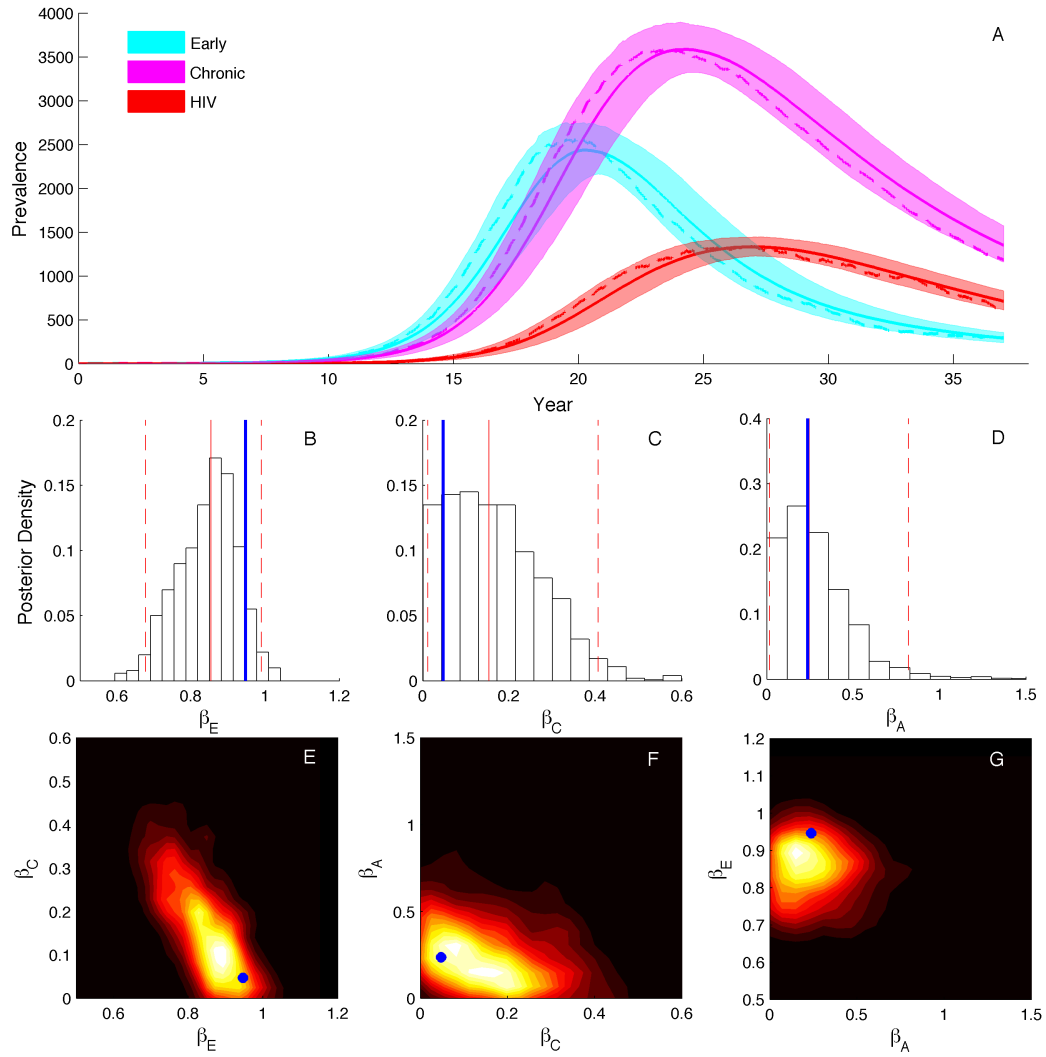 4000
3500
3000
2500
2000
1500
1000
500
0
Prevalence
Early
Chronic
HIV
A
0 5 10 15 20 25 30 35
Year
0.2
0.15
0.1
0.05
0
Posterior Density
B
0.6 0.8 1 1.2
β_E
0.2
0.15
0.1
0.05
0
C
0 0.2 0.4 0.6
β_C
0.4
0.3
0.2
0.1
0
D
0 0.5 1 1.5
β_A
0.6
0.5
0.4
0.3
0.2
0.1
0
β_C
E
0.6 0.8 1 1.2
β_E
1.5
1
0.5
0
β_A
F
0 0.2 0.4 0.6
β_C
1.2
1.1
1
0.9
0.8
0.7
0.6
0.5
β_E
G
0 0.5 1 1.5
β_A